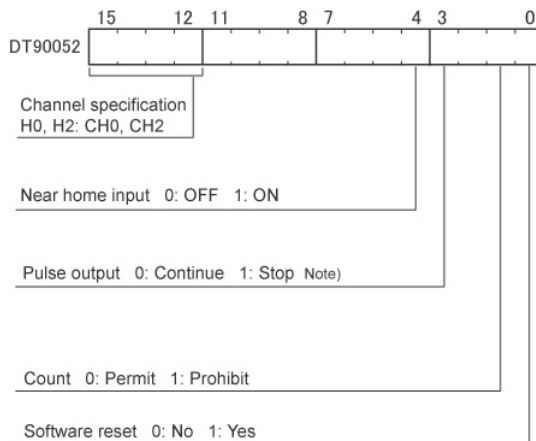 15 12 11 8 7 4 3 0
DT90052
Channel specification
H0, H2: CH0, CH2
Near home input 0: OFF 1: ON
Pulse output 0: Continue 1: Stop Note)
Count 0: Permit 1: Prohibit
Software reset 0: No 1: Yes